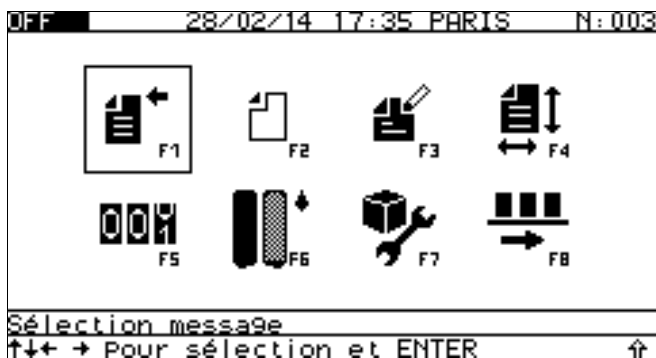 OFF 28/02/14 17:35 PARIS N:003
F1 F2 F3 F4
001 F5 F6 F7 F8
Sélection message
↑↓← → Pour sélection et ENTER ⇧